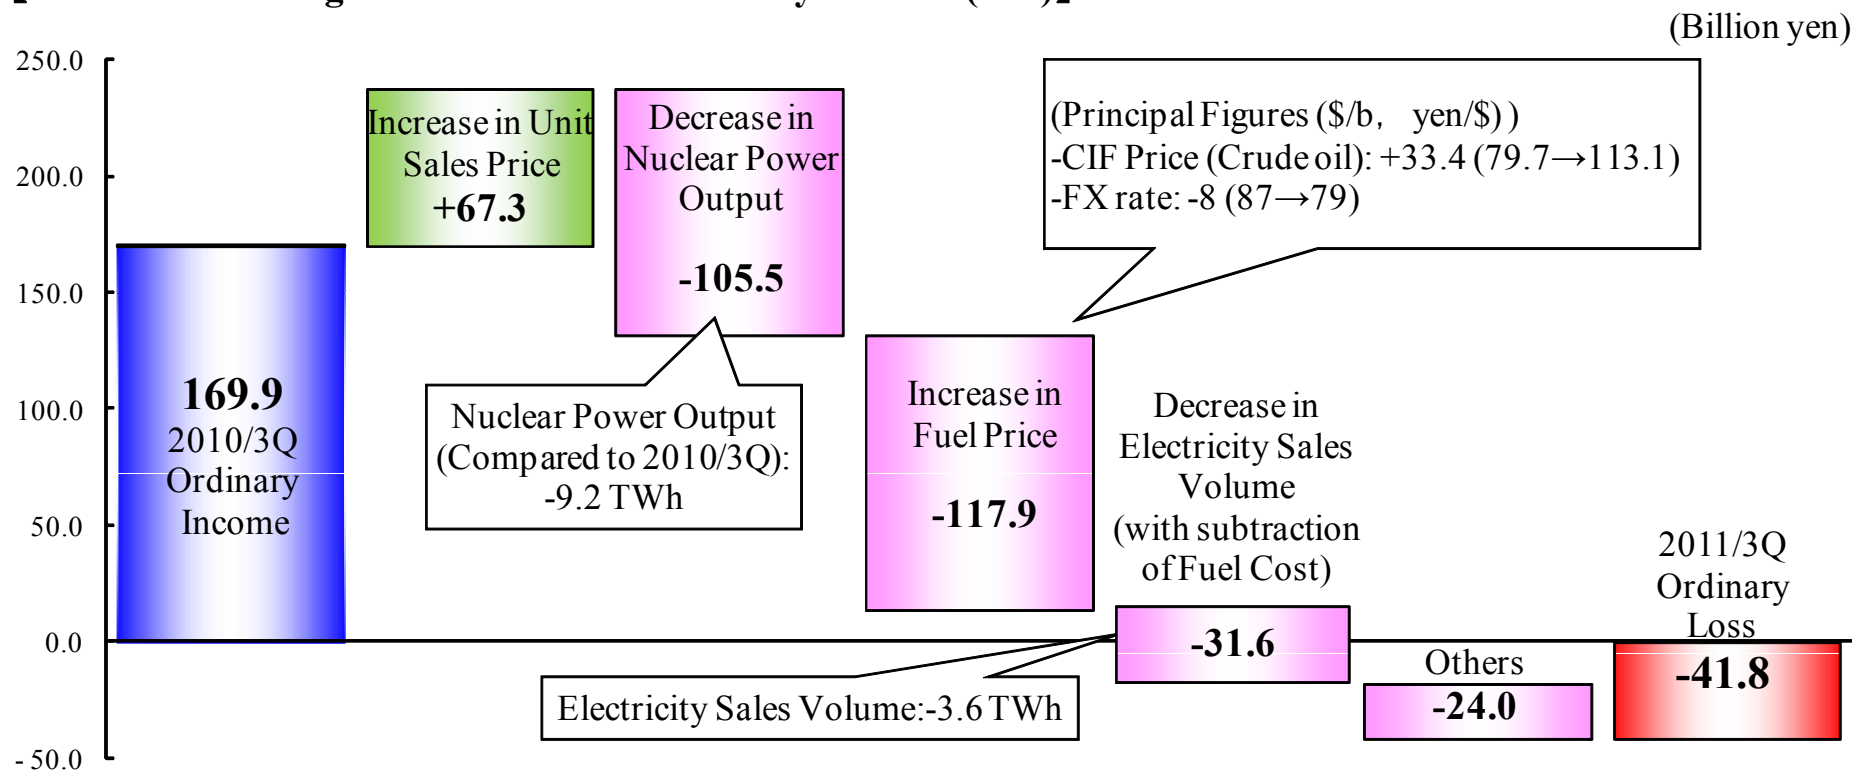 (Billion yen)
250.0
200.0
150.0
100.0
50.0
0.0
-50.0
169.9
2010/3Q
Ordinary
Income
Increase in Unit
Sales Price
+67.3
Decrease in
Nuclear Power
Output
-105.5
Nuclear Power Output
(Compared to 2010/3Q):
-9.2 TWh
(Principal Figures ($/b, yen/$))
-CIF Price (Crude oil): +33.4 (79.7→113.1)
-FX rate: -8 (87→79)
Increase in
Fuel Price
-117.9
Decrease in
Electricity Sales
Volume
(with subtraction
of Fuel Cost)
-31.6
Electricity Sales Volume:-3.6 TWh
Others
-24.0
2011/3Q
Ordinary
Loss
-41.8